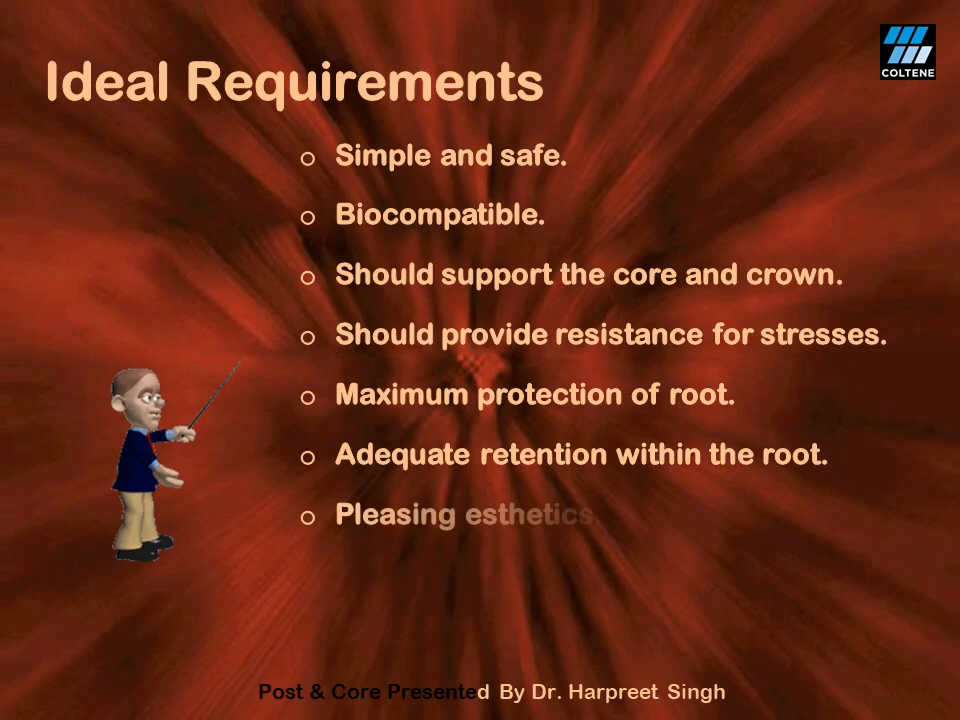 COLTENE
Ideal Requirements
Simple and safe.
Biocompatible.
Should support the core and crown.
Should provide resistance for stresses.
Maximum protection of root.
Adequate retention within the root.
Pleasing esthetics.
Post & Core Presented By Dr. Harpreet Singh